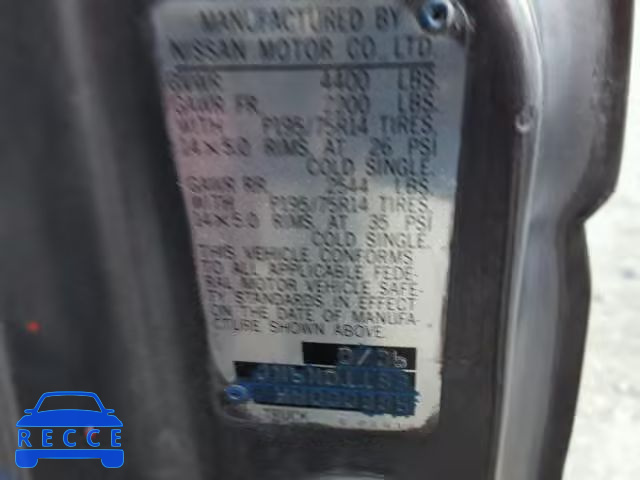 MANUFACTURED BY
NISSAN MOTOR CO. LTD.
GVWR 4400 LBS.
GAWR FR. LBS.
WITH P195/75R14 TIRES.
14×5.0 RIMS AT 26 PSI
COLD SINGLE.
GAWR RR. 2544 LBS.
WITH P195/75R14 TIRES.
14×5.0 RIMS AT 35 PSI
COLD SINGLE.
THIS VEHICLE CONFORMS
TO ALL APPLICABLE FEDE-
RAL MOTOR VEHICLE SAFE-
TY STANDARDS IN EFFECT
ON THE DATE OF MANUFA-
CTURE SHOWN ABOVE.
TRUCK
RECCE